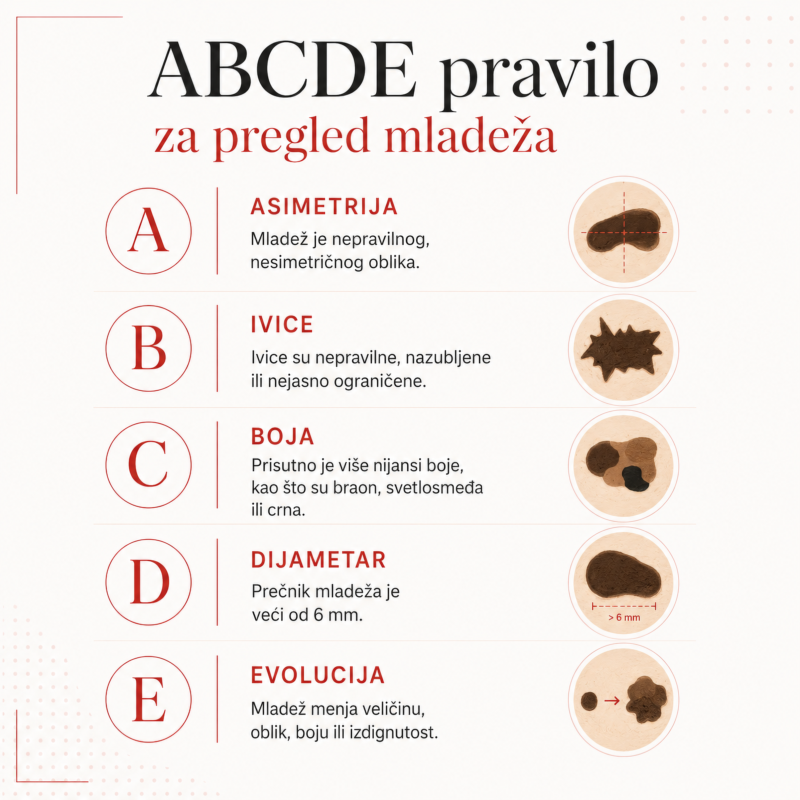 ABCDE pravilo
za pregled mladeža
A
ASIMETRIJA
Mladež je nepravilnog,
nesimetričnog oblika.
B
IVICE
Ivice su nepravilne, nazubljene
ili nejasno ograničene.
C
BOJA
Prisutno je više nijansi boje,
kao što su braon, svetlosmeđa
ili crna.
D
DIJAMETAR
Prečnik mladeža je
veći od 6 mm.
> 6 mm
E
EVOLUCIJA
Mladež menja veličinu,
oblik, boju ili izdignutost.